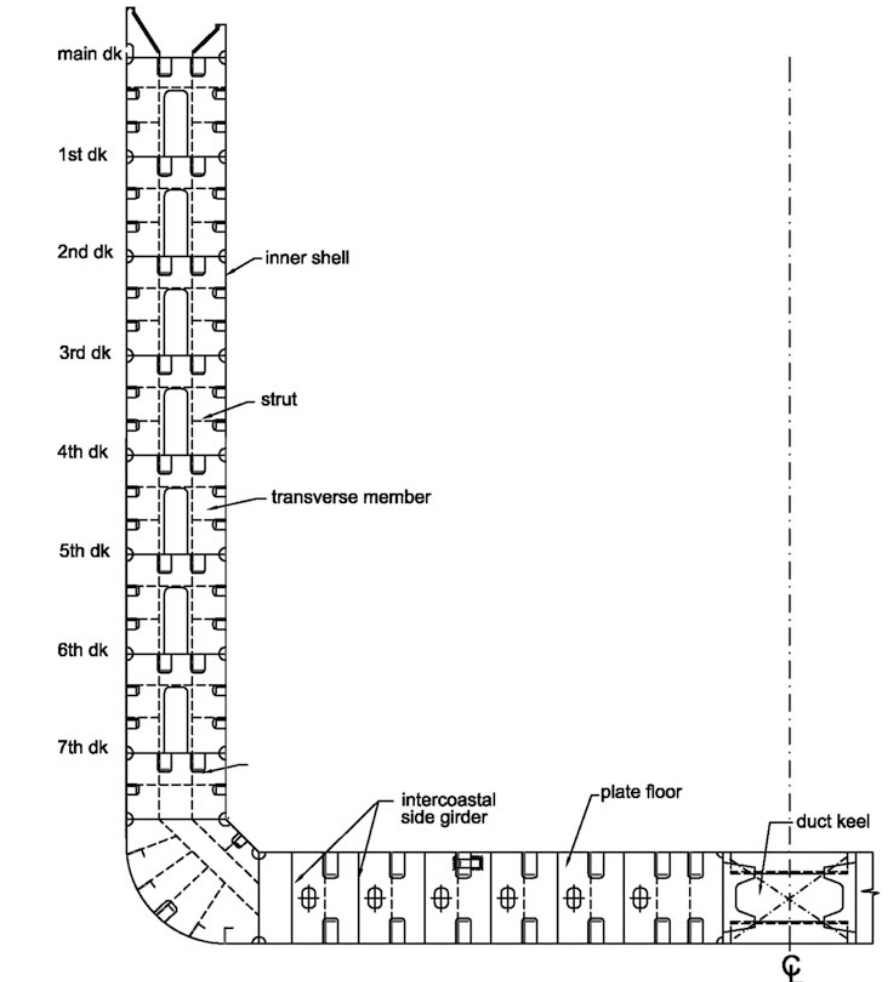 main dk
1st dk
2nd dk
inner shell
3rd dk
strut
4th dk
transverse member
5th dk
6th dk
7th dk
intercoastal
side girder
plate floor
duct keel
℄